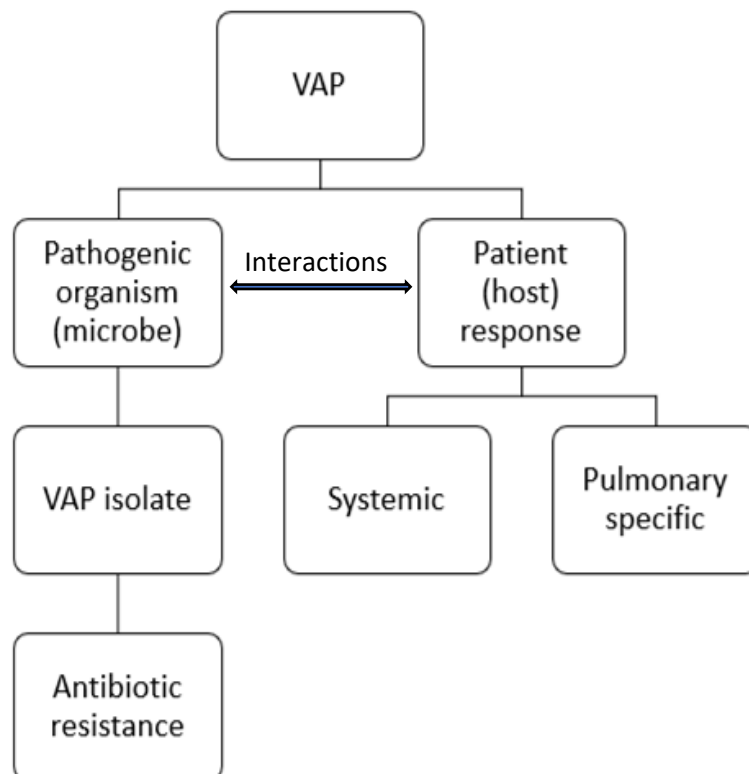 VAP
Pathogenic
organism
(microbe)
Interactions
Patient
(host)
response
VAP isolate
Systemic
Pulmonary
specific
Antibiotic
resistance